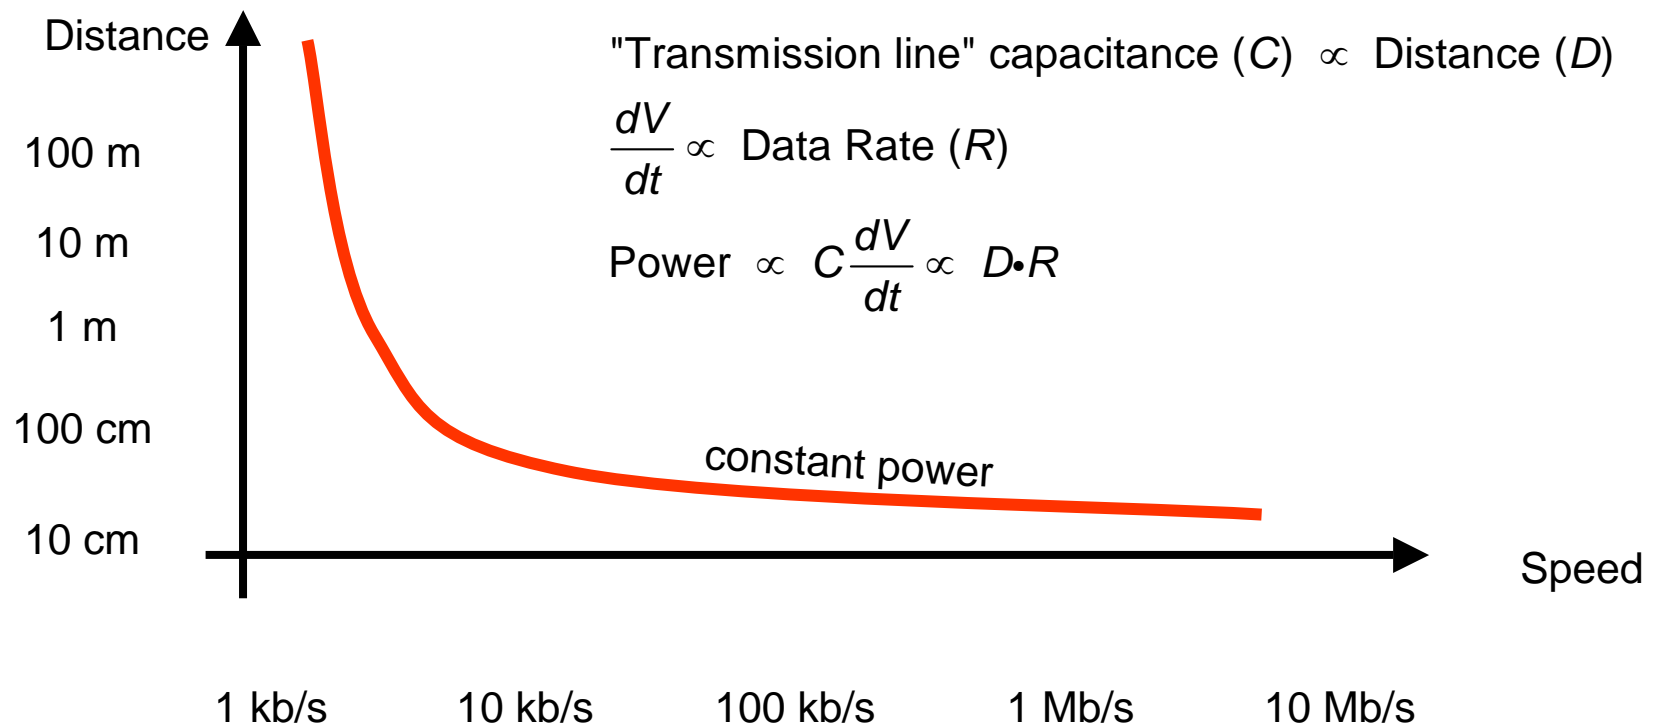 Distance
"Transmission line" capacitance (C) ∝ Distance (D)
dV/dt ∝ Data Rate (R)
Power ∝ C dV/dt ∝ D•R
100 m
10 m
1 m
100 cm
10 cm
constant power
Speed
1 kb/s 10 kb/s 100 kb/s 1 Mb/s 10 Mb/s